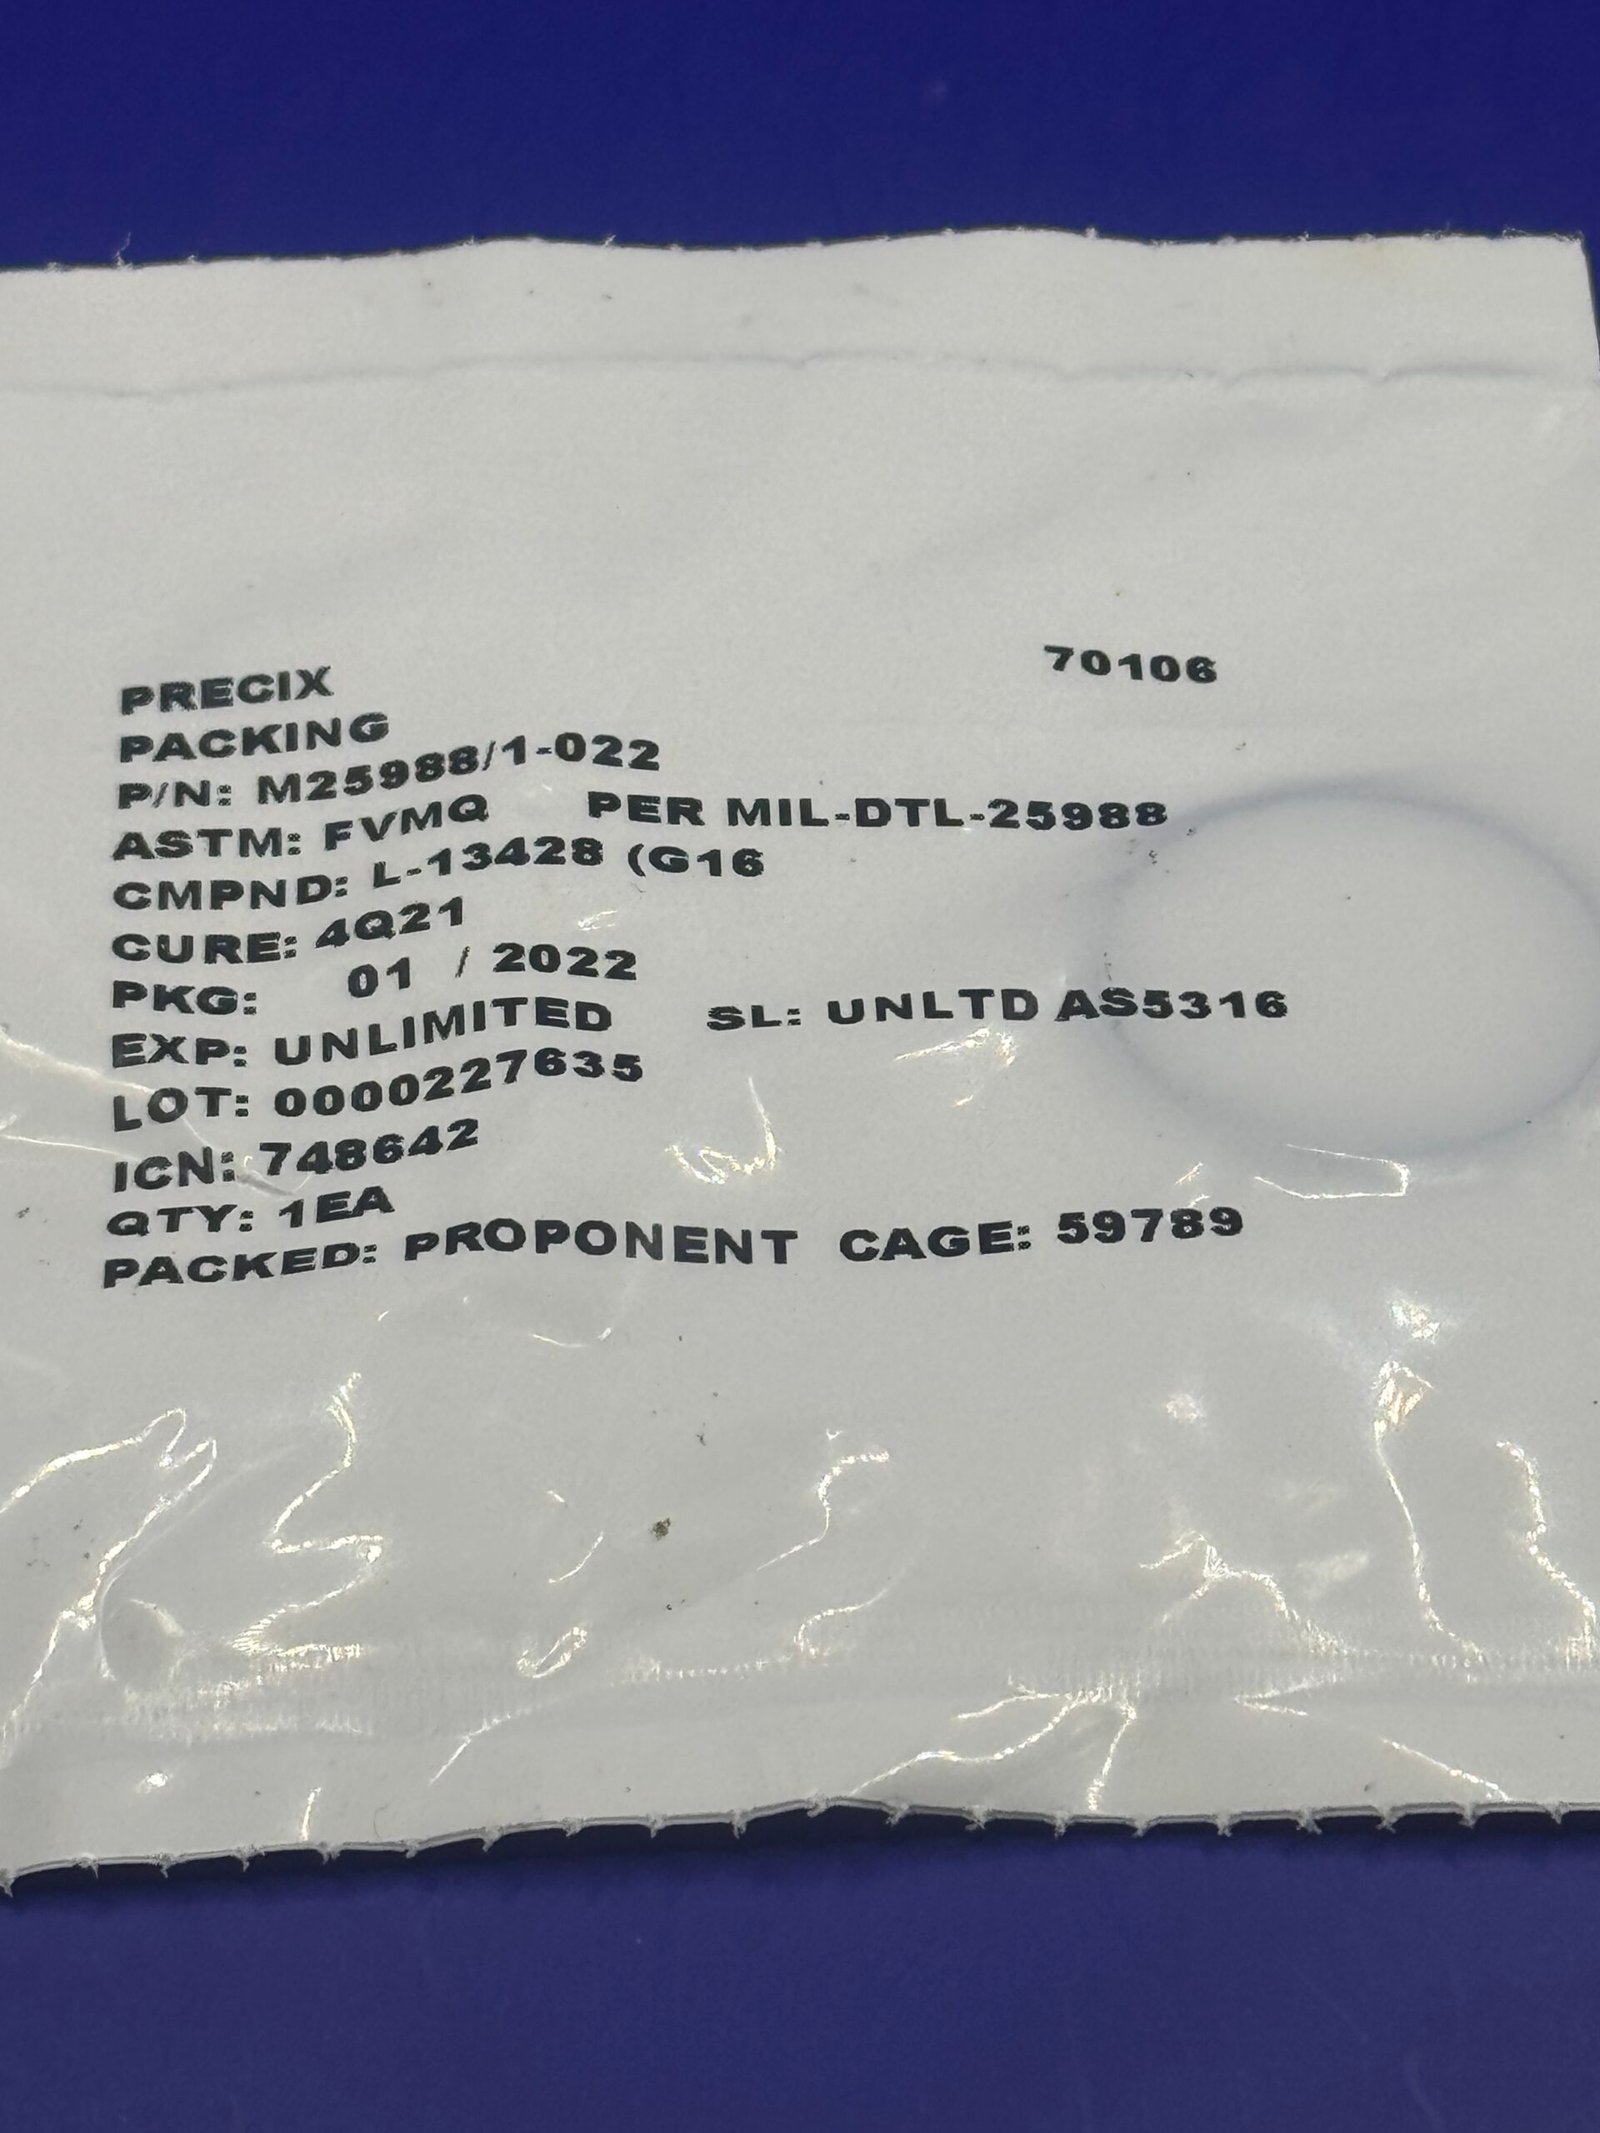 70106
PRECIX
PACKING
P/N: M25988/1-022
ASTM: FVMQ PER MIL-DTL-25988
CMPND: L-13428 (G16
CURE: 4Q21
PKG: 01 / 2022
EXP: UNLIMITED SL: UNLTD AS5316
LOT: 0000227635
ICN: 748642
QTY: 1EA
PACKED: PROPONENT CAGE: 59789